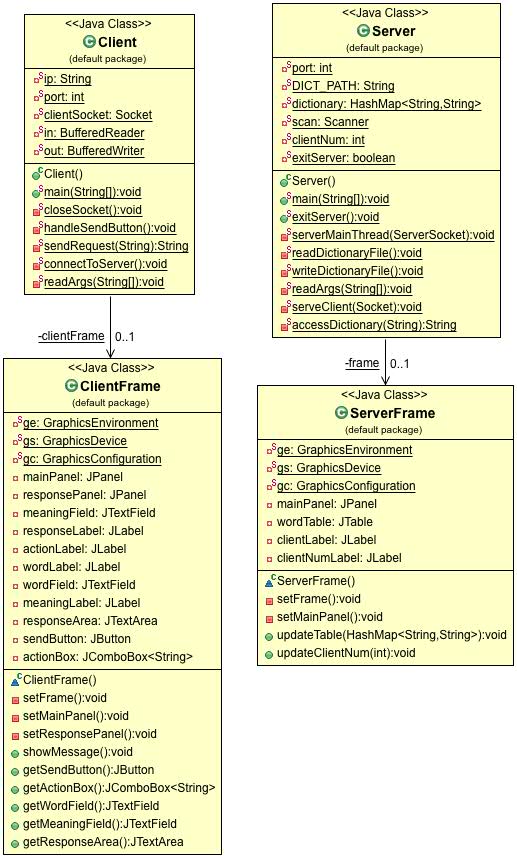 <<Java Class>>
Client
(default package)
ip: String
port: int
clientSocket: Socket
in: BufferedReader
out: BufferedWriter
Client()
main(String[]):void
closeSocket():void
handleSendButton():void
sendRequest(String):String
connectToServer():void
readArgs(String[]):void
-clientFrame 0..1
<<Java Class>>
ClientFrame
(default package)
ge: GraphicsEnvironment
gs: GraphicsDevice
gc: GraphicsConfiguration
mainPanel: JPanel
responsePanel: JPanel
meaningField: JTextField
responseLabel: JLabel
actionLabel: JLabel
wordLabel: JLabel
wordField: JTextField
meaningLabel: JLabel
responseArea: JTextArea
sendButton: JButton
actionBox: JComboBox<String>
ClientFrame()
setFrame():void
setMainPanel():void
setResponsePanel():void
showMessage():void
getSendButton():JButton
getActionBox():JComboBox<String>
getWordField():JTextField
getMeaningField():JTextField
getResponseArea():JTextArea
<<Java Class>>
Server
(default package)
port: int
DICT_PATH: String
dictionary: HashMap<String,String>
scan: Scanner
clientNum: int
exitServer: boolean
Server()
main(String[]):void
exitServer():void
serverMainThread(ServerSocket):void
readDictionaryFile():void
writeDictionaryFile():void
readArgs(String[]):void
serveClient(Socket):void
accessDictionary(String):String
-frame 0..1
<<Java Class>>
ServerFrame
(default package)
ge: GraphicsEnvironment
gs: GraphicsDevice
gc: GraphicsConfiguration
mainPanel: JPanel
wordTable: JTable
clientLabel: JLabel
clientNumLabel: JLabel
ServerFrame()
setFrame():void
setMainPanel():void
updateTable(HashMap<String,String>):void
updateClientNum(int):void